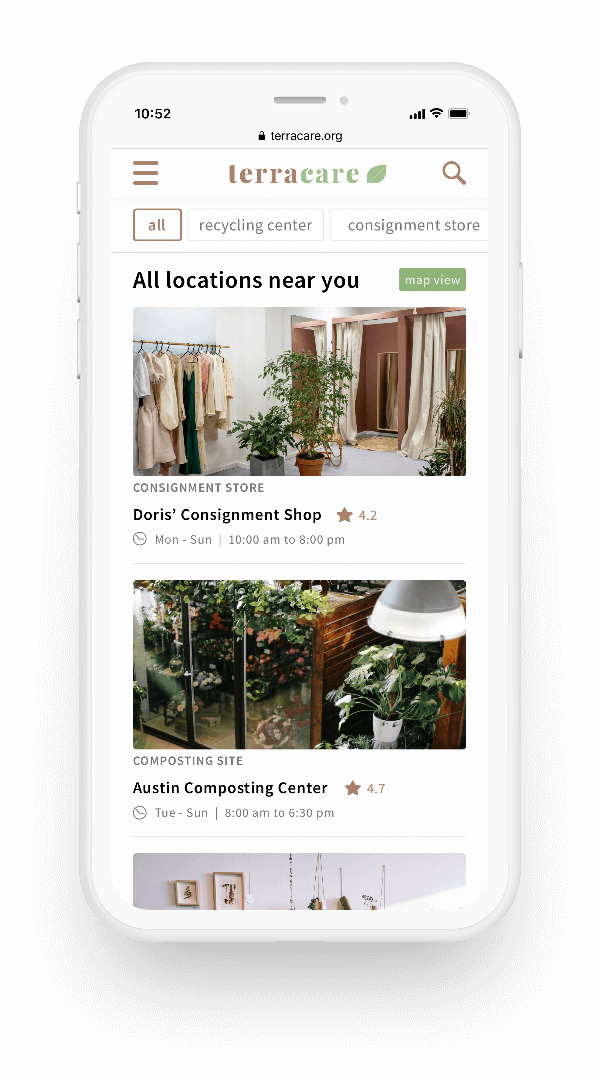 10:52
terracare.org
terracare
all
recycling center
consignment store
All locations near you
map view
CONSIGNMENT STORE
Doris’ Consignment Shop 4.2
Mon - Sun | 10:00 am to 8:00 pm
COMPOSTING SITE
Austin Composting Center 4.7
Tue - Sun | 8:00 am to 6:30 pm